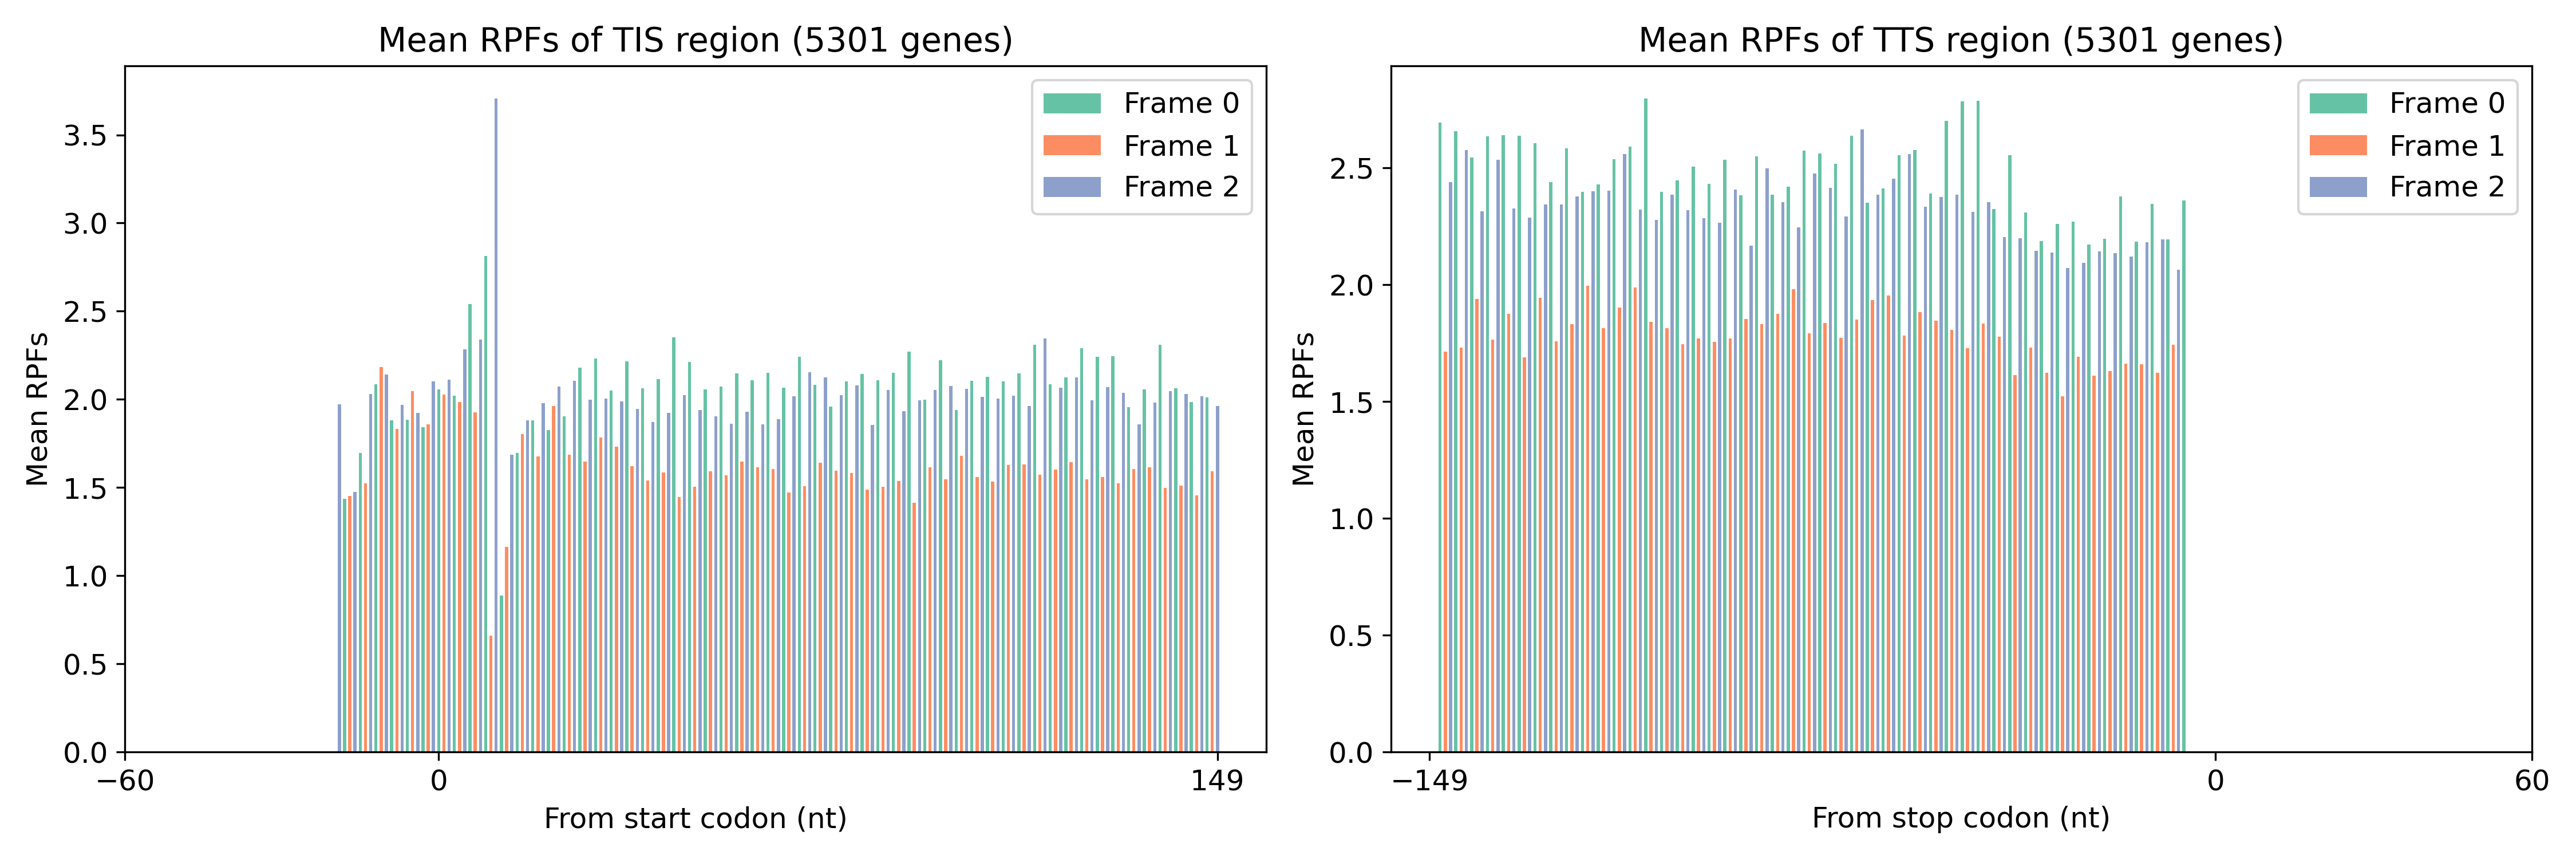 Mean RPFs of TIS region (5301 genes)
Mean RPFs
3.5
3.0
2.5
2.0
1.5
1.0
0.5
0.0
−60
0
149
From start codon (nt)
Frame 0
Frame 1
Frame 2
Mean RPFs of TTS region (5301 genes)
Mean RPFs
2.5
2.0
1.5
1.0
0.5
0.0
−149
0
60
From stop codon (nt)
Frame 0
Frame 1
Frame 2